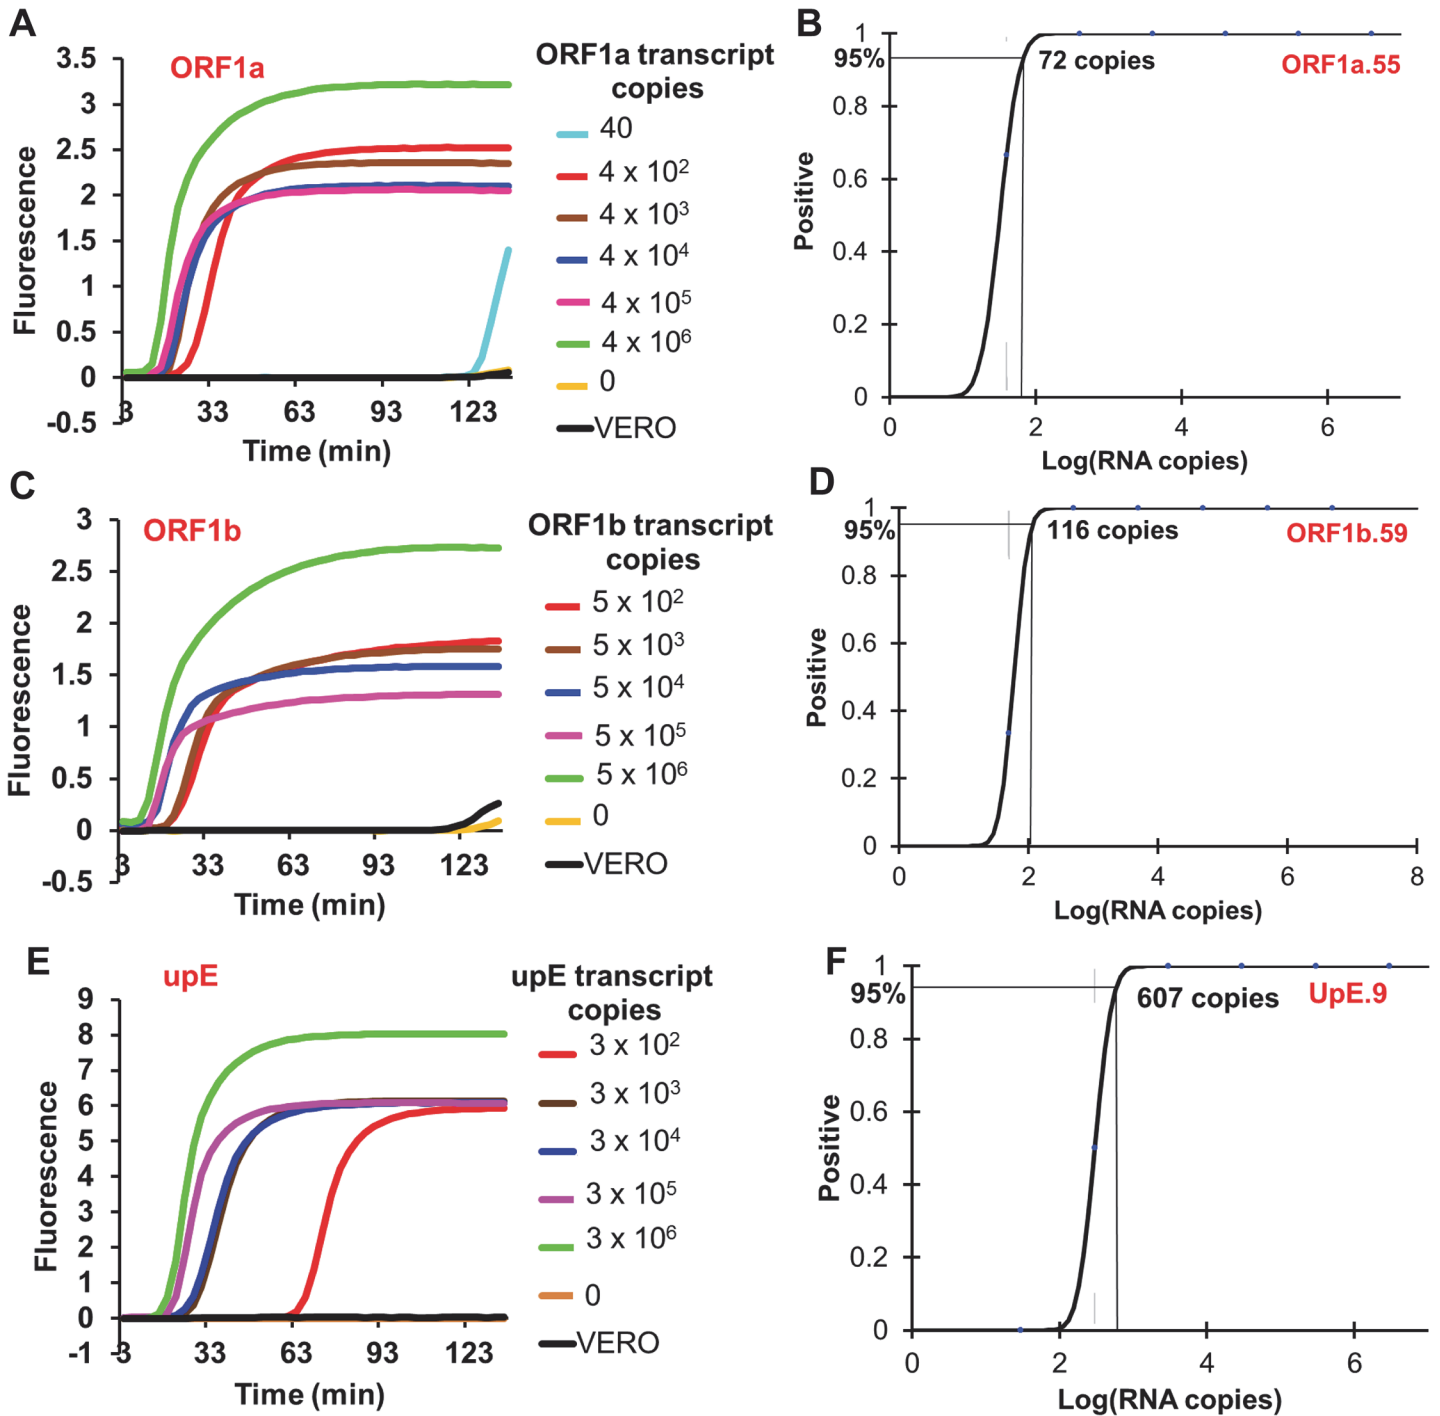 A
ORF1a
3.5
3
2.5
2
1.5
1
0.5
0
-0.5
Fluorescence
3
33
63
93
123
Time (min)
ORF1a transcript
copies
40
4 x 10²
4 x 10³
4 x 10⁴
4 x 10⁵
4 x 10⁶
0
VERO
B
1
95%
0.8
0.6
0.4
0.2
0
Positive
72 copies
ORF1a.55
0
2
4
6
Log(RNA copies)
C
ORF1b
3
2.5
2
1.5
1
0.5
0
-0.5
Fluorescence
3
33
63
93
123
Time (min)
ORF1b transcript
copies
5 x 10²
5 x 10³
5 x 10⁴
5 x 10⁵
5 x 10⁶
0
VERO
D
1
95%
0.8
0.6
0.4
0.2
0
Positive
116 copies
ORF1b.59
0
2
4
6
8
Log(RNA copies)
E
upE
9
8
7
6
5
4
3
2
1
0
-1
Fluorescence
3
33
63
93
123
Time (min)
upE transcript
copies
3 x 10²
3 x 10³
3 x 10⁴
3 x 10⁵
3 x 10⁶
0
VERO
F
1
95%
0.8
0.6
0.4
0.2
0
Positive
607 copies
UpE.9
0
2
4
6
Log(RNA copies)